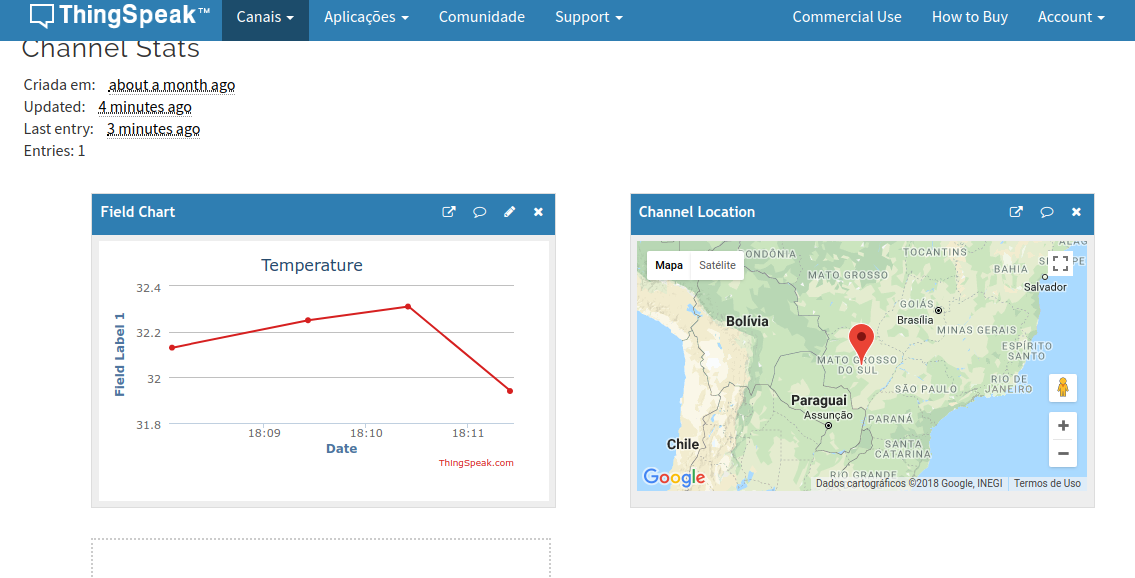 ThingSpeak™ Canais Aplicações Comunidade Support Commercial Use How to Buy Account
Channel Stats
Criada em: about a month ago
Updated: 4 minutes ago
Last entry: 3 minutes ago
Entries: 1
Field Chart
Temperature
Field Label 1
32.4
32.2
32
31.8
18:09 18:10 18:11
Date
ThingSpeak.com
Channel Location
Mapa Satélite
TOCANTINS
MATO GROSSO
BAHIA
Salvador
GOIÁS
Brasília
Bolívia
MINAS GERAIS
ESPÍRITO
SANTO
MATO GROSSO
DO SUL
SÃO PAULO
RIO DE
JANEIRO
Paraguai
Assunção
PARANÁ
Chile
SANTA
CATARINA
RIO GRANDE
Google
Dados cartográficos ©2018 Google, INEGI Termos de Uso